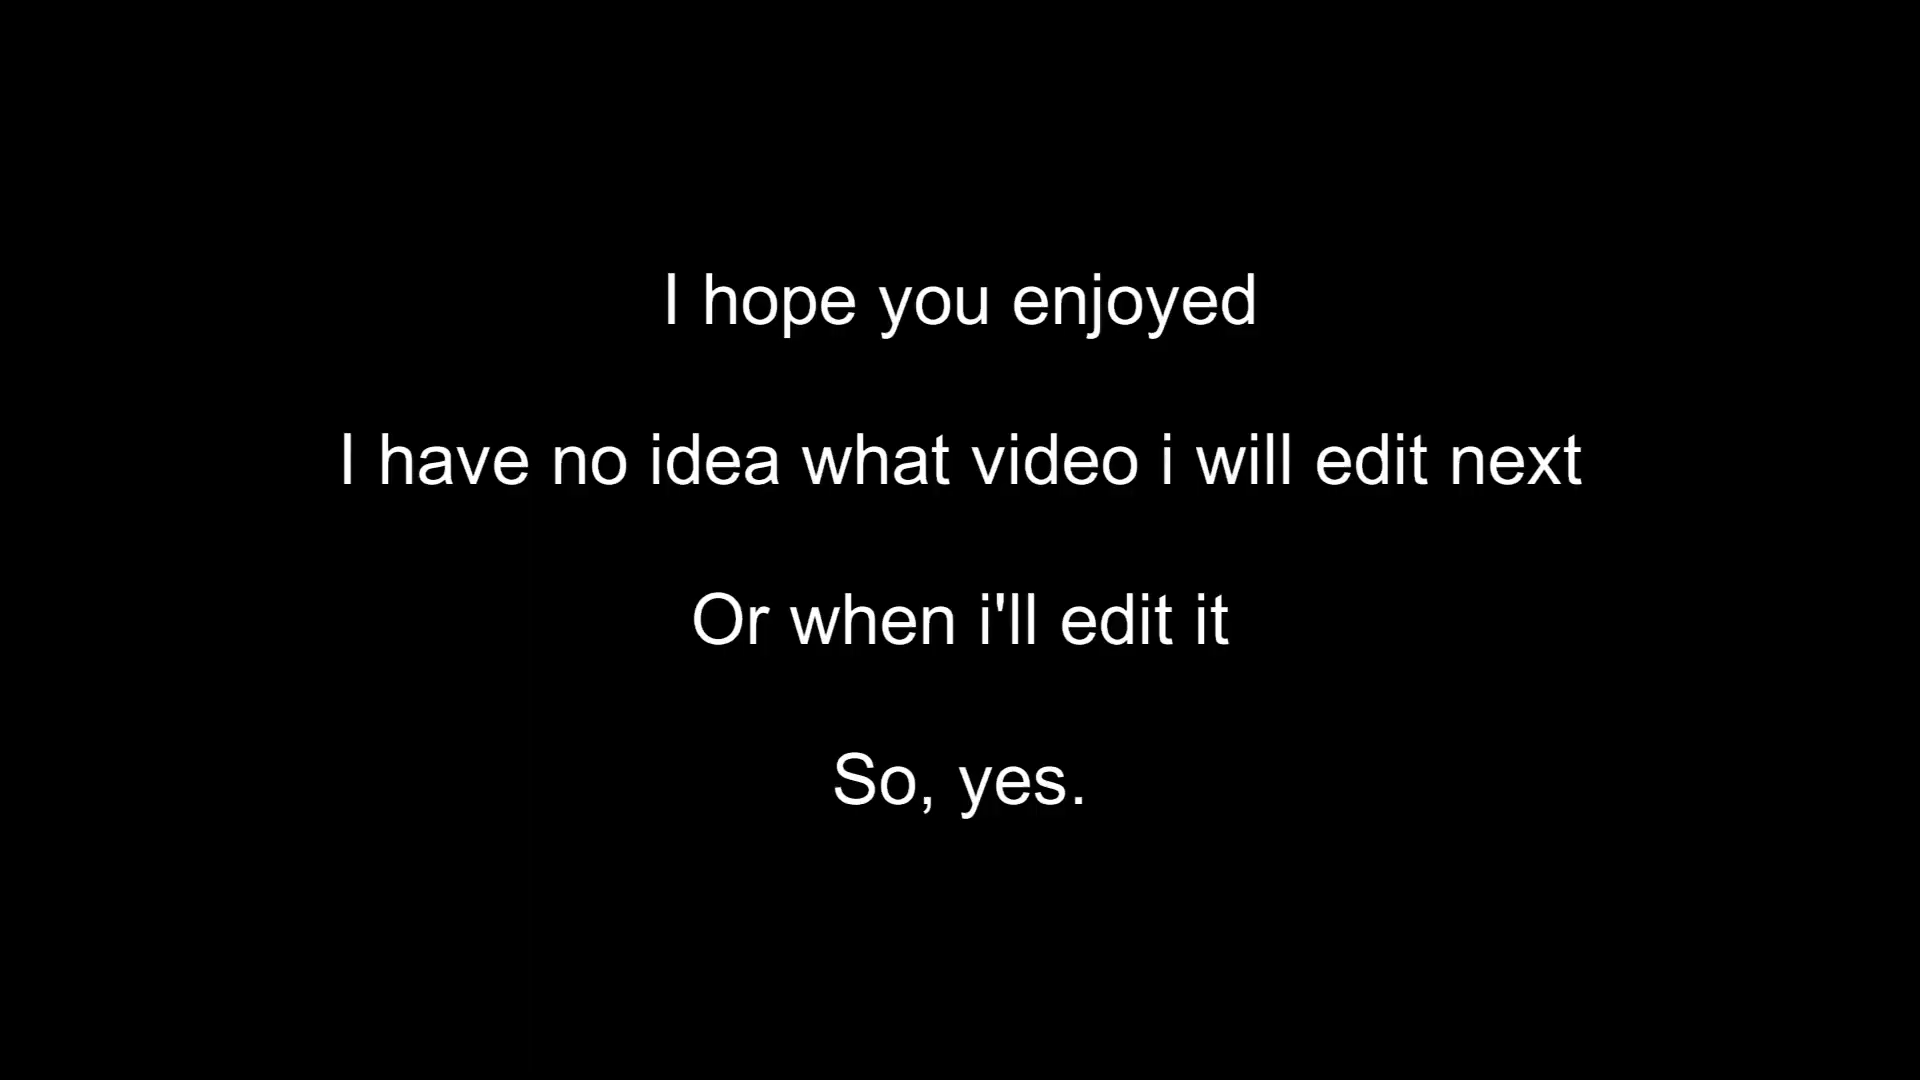 I hope you enjoyed
I have no idea what video i will edit next
Or when i'll edit it
So, yes.